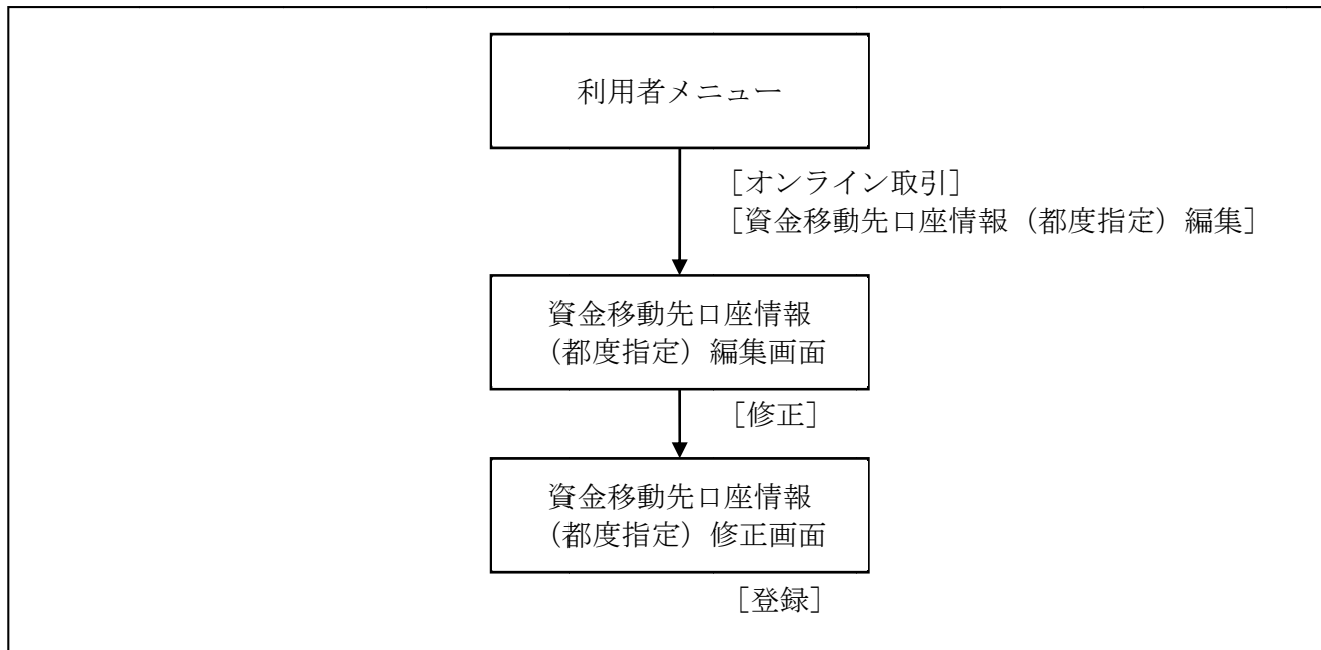 利用者メニュー
［オンライン取引］
［資金移動先口座情報（都度指定）編集］
資金移動先口座情報
（都度指定）編集画面
［修正］
資金移動先口座情報
（都度指定）修正画面
［登録］